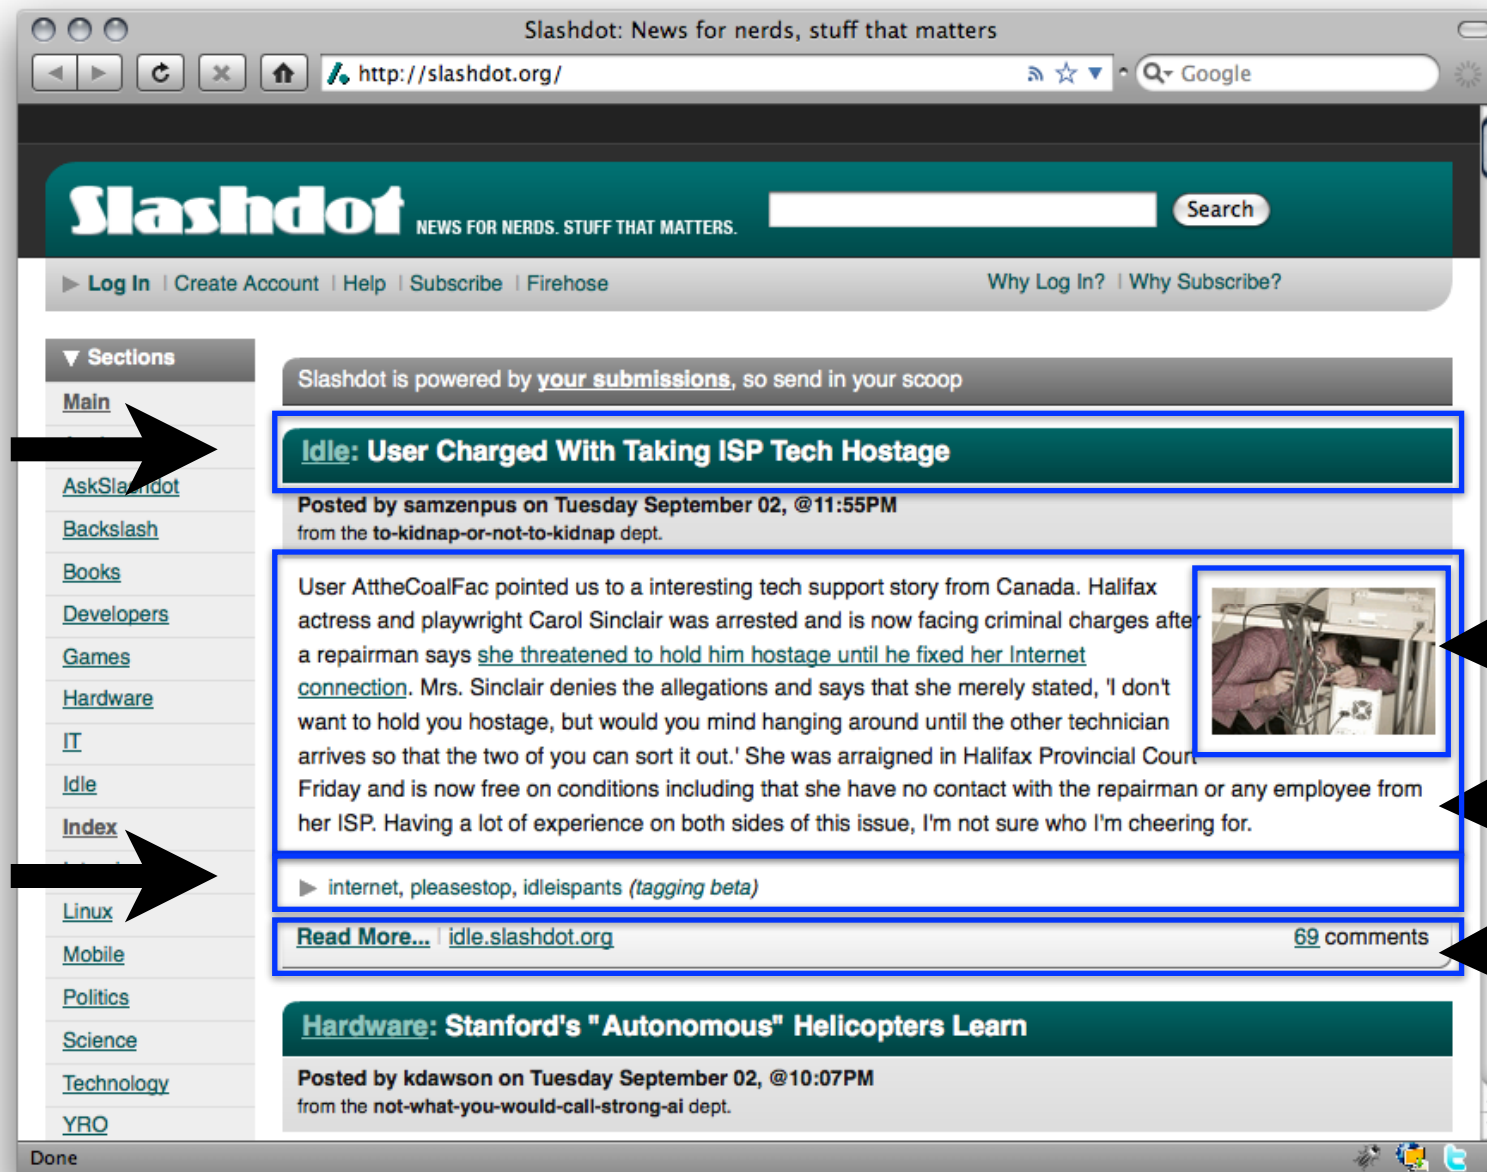 Slashdot: News for nerds, stuff that matters
http://slashdot.org/
Google
Slashdot NEWS FOR NERDS. STUFF THAT MATTERS.
Search
Log In | Create Account | Help | Subscribe | Firehose
Why Log In? | Why Subscribe?
▼ Sections
Main
AskSlashdot
Backslash
Books
Developers
Games
Hardware
IT
Idle
Index
Linux
Mobile
Politics
Science
Technology
YRO
Slashdot is powered by your submissions, so send in your scoop
Idle: User Charged With Taking ISP Tech Hostage
Posted by samzenpus on Tuesday September 02, @11:55PM
from the to-kidnap-or-not-to-kidnap dept.
User AttheCoalFac pointed us to a interesting tech support story from Canada. Halifax
actress and playwright Carol Sinclair was arrested and is now facing criminal charges after
a repairman says she threatened to hold him hostage until he fixed her Internet
connection. Mrs. Sinclair denies the allegations and says that she merely stated, 'I don't
want to hold you hostage, but would you mind hanging around until the other technician
arrives so that the two of you can sort it out.' She was arraigned in Halifax Provincial Court
Friday and is now free on conditions including that she have no contact with the repairman or any employee from
her ISP. Having a lot of experience on both sides of this issue, I'm not sure who I'm cheering for.
internet, pleasestop, idleispants (tagging beta)
Read More... | idle.slashdot.org
69 comments
Hardware: Stanford's "Autonomous" Helicopters Learn
Posted by kdawson on Tuesday September 02, @10:07PM
from the not-what-you-would-call-strong-ai dept.
Done